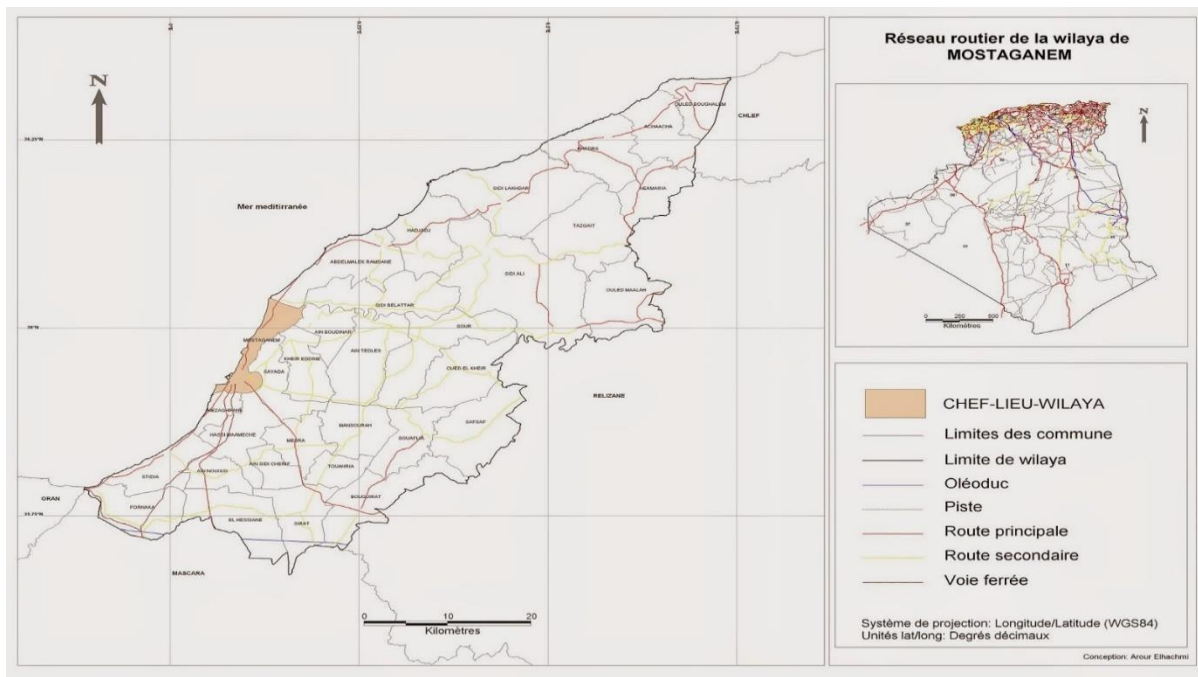 Réseau routier de la wilaya de
MOSTAGANEM
N
N
CHLEF
OULED BOUGHALEM
ACHAACHA
KHADRA
NEKMARIA
SIDI LAKHDAR
Mer meditirranée
TAZGAIT
HADJADJ
ABDELMALEK RAMDANE
SIDI ALI
OULED MAALAH
SIDI BELATTAR
36°N
SOUR
AIN BOUDINAR
MOSTAGANEM
AIN TEDLES
KHEIR EDDINE
SAYADA
OUED EL KHEIR
RELIZANE
MEZAGHRANE
SAFSAF
MANSOURAH
HASSI MAAMECHE
MESRA
SOUAFLIA
AIN SIDI CHERIF
TOUAHRIA
AIN NOUISSI
STIDIA
ORAN
BOUGUIRAT
FORNAKA
EL HASSIANE
SIRAT
MASCARA
0 10 20
Kilomètres
0 250 500
Kilomètres
CHEF-LIEU-WILAYA
Limites des commune
Limite de wilaya
Oléoduc
Piste
Route principale
Route secondaire
Voie ferrée
Système de projection: Longitude/Latitude (WGS84)
Unités lat/long: Degrés décimaux
Conception: Arour Elhachmi